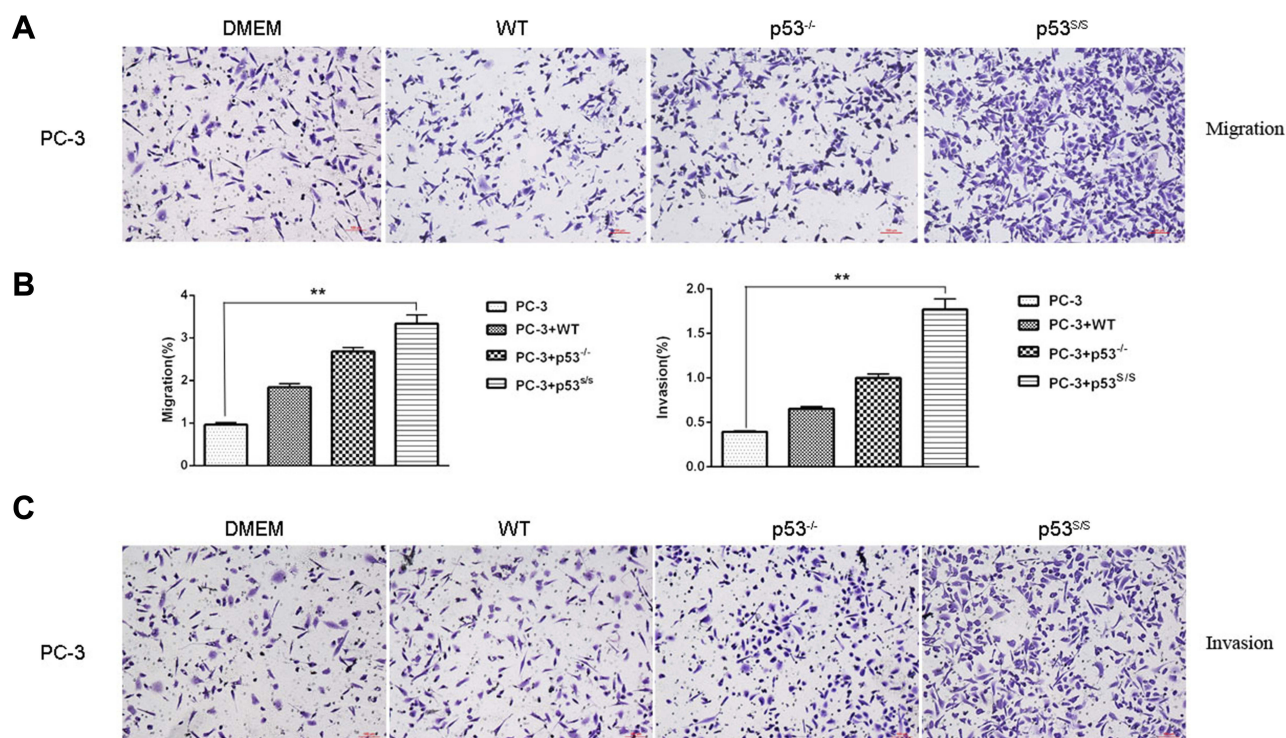 A
DMEM WT p53-/- p53S/S
PC-3
Migration
B
**
Migration(%)
4
3
2
1
0
PC-3
PC-3+WT
PC-3+p53-/-
PC-3+p53s/s
**
Invasion(%)
2.0
1.5
1.0
0.5
0.0
PC-3
PC-3+WT
PC-3+p53-/-
PC-3+p53S/S
C
DMEM WT p53-/- p53S/S
PC-3
Invasion